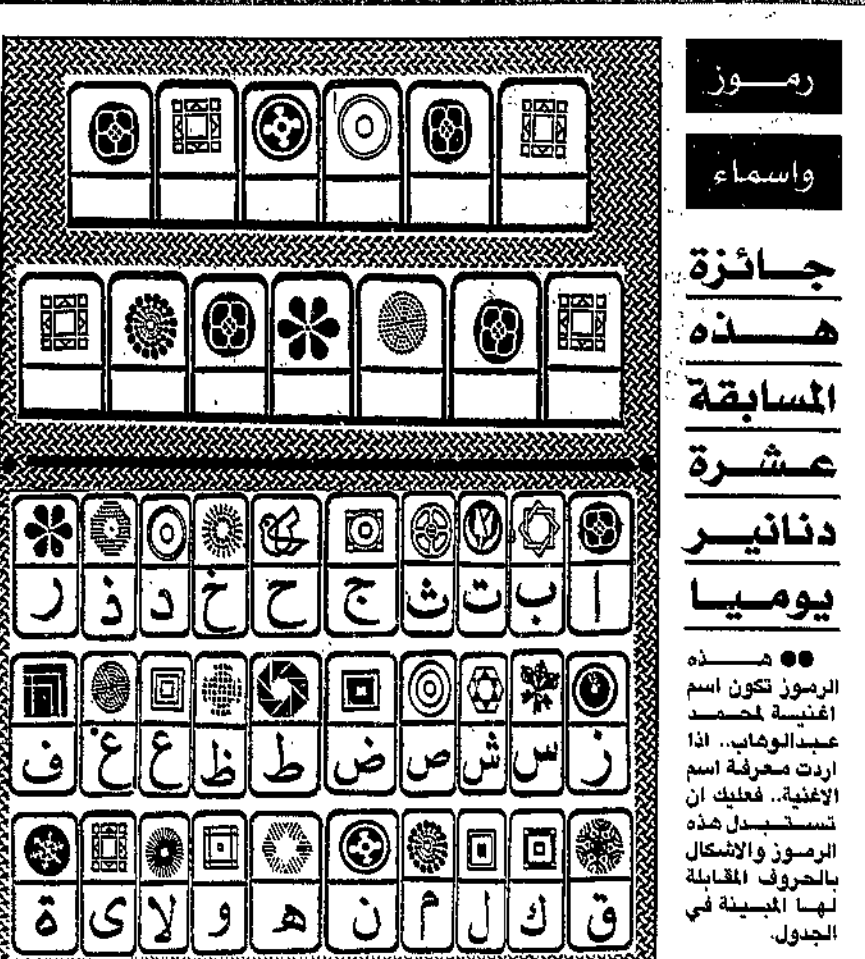 رموز
واسماء
جائزة
هذه
المسابقة
عشرة
دنانير
يوميا
●● هذه
الرموز تكون اسم
اغنية لمحمد
عبدالوهاب.. اذا
اردت معرفة اسم
الاغنية.. فعليك ان
تستبدل هذه
الرموز والاشكال
بالحروف المقابلة
لها المبينة في
الجدول.
ا ب ت ث ج ح خ د ذ ر
ز س ش ص ض ط ظ ع غ ف
ق ك ل م ن ه لا و ى ة